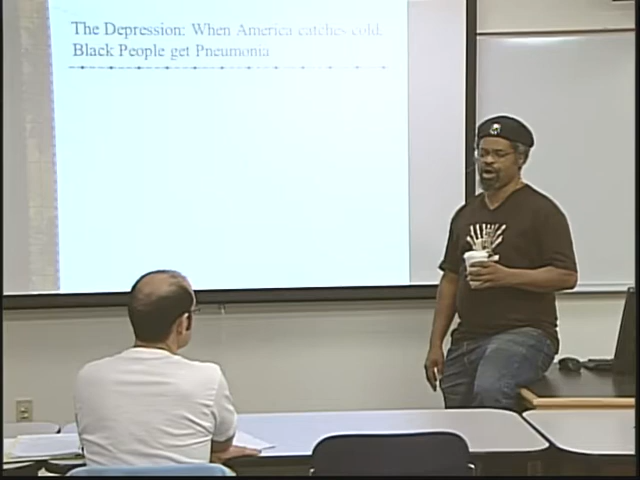 The Depression: When America catches cold,
Black People get Pneumonia